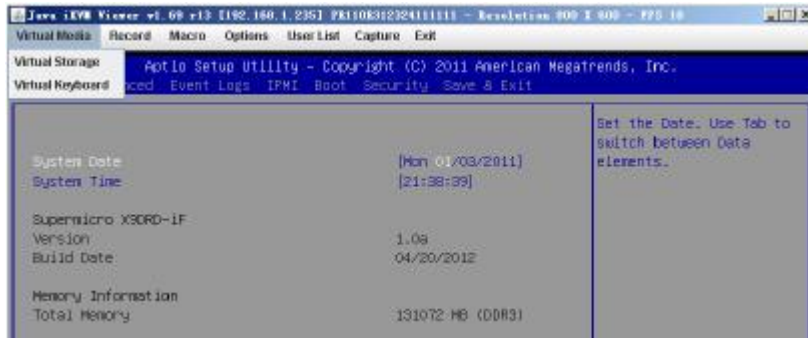 Java iKVM Viewer v1.69 r13 [192.168.1.235] - Resolution 800 X 600 - FPS 18
Virtual Media Record Macro Options User List Capture Exit
Virtual Storage
Virtual Keyboard
Aptio Setup Utility - Copyright (C) 2011 American Megatrends, Inc.
ced Event Logs IPMI Boot Security Save & Exit
System Date [Mon 01/03/2011]
System Time [21:38:39]
Supermicro X9DRD-iF
Version 1.0a
Build Date 04/20/2012
Memory Information
Total Memory 131072 MB (DDR3)
Set the Date. Use Tab to
switch between Data
elements.